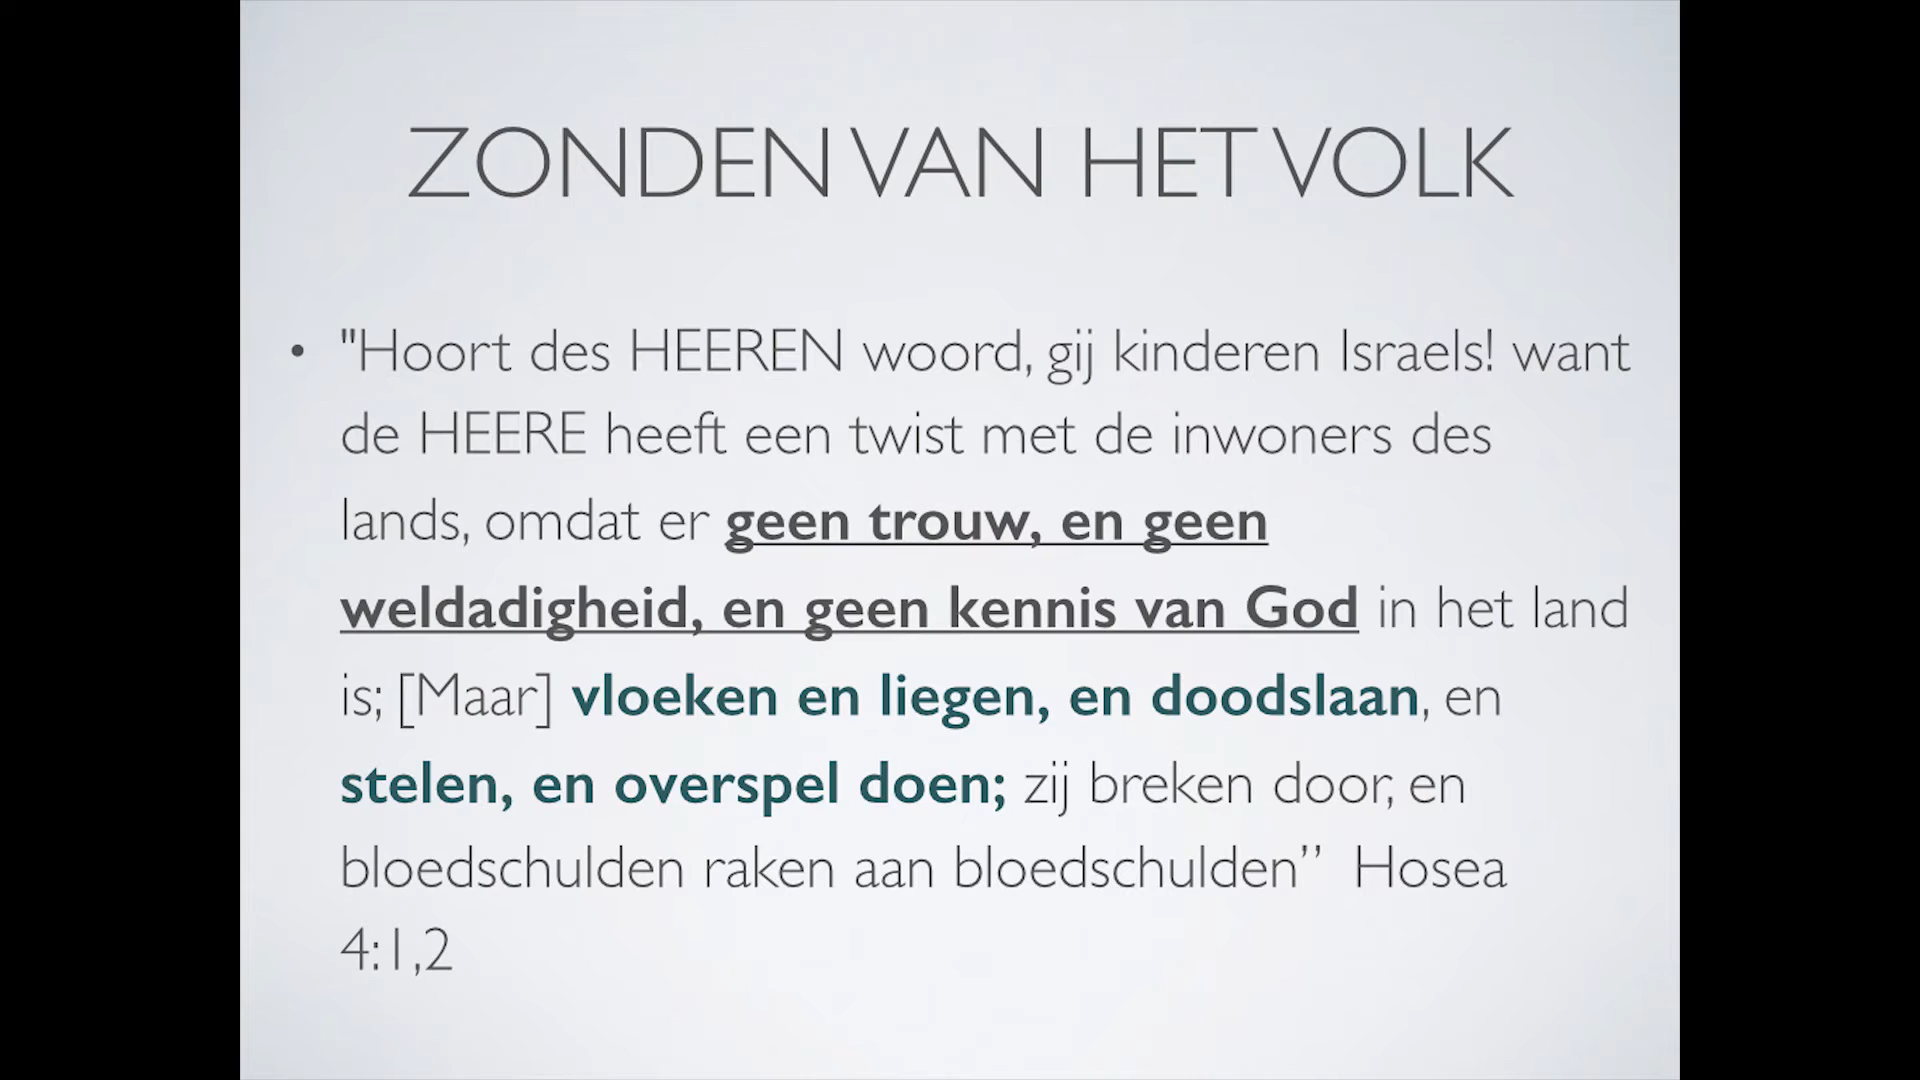 ZONDEN VAN HET VOLK
• "Hoort des HEEREN woord, gij kinderen Israels! want
de HEERE heeft een twist met de inwoners des
lands, omdat er geen trouw, en geen
weldadigheid, en geen kennis van God in het land
is; [Maar] vloeken en liegen, en doodslaan, en
stelen, en overspel doen; zij breken door, en
bloedschulden raken aan bloedschulden” Hosea
4:1,2